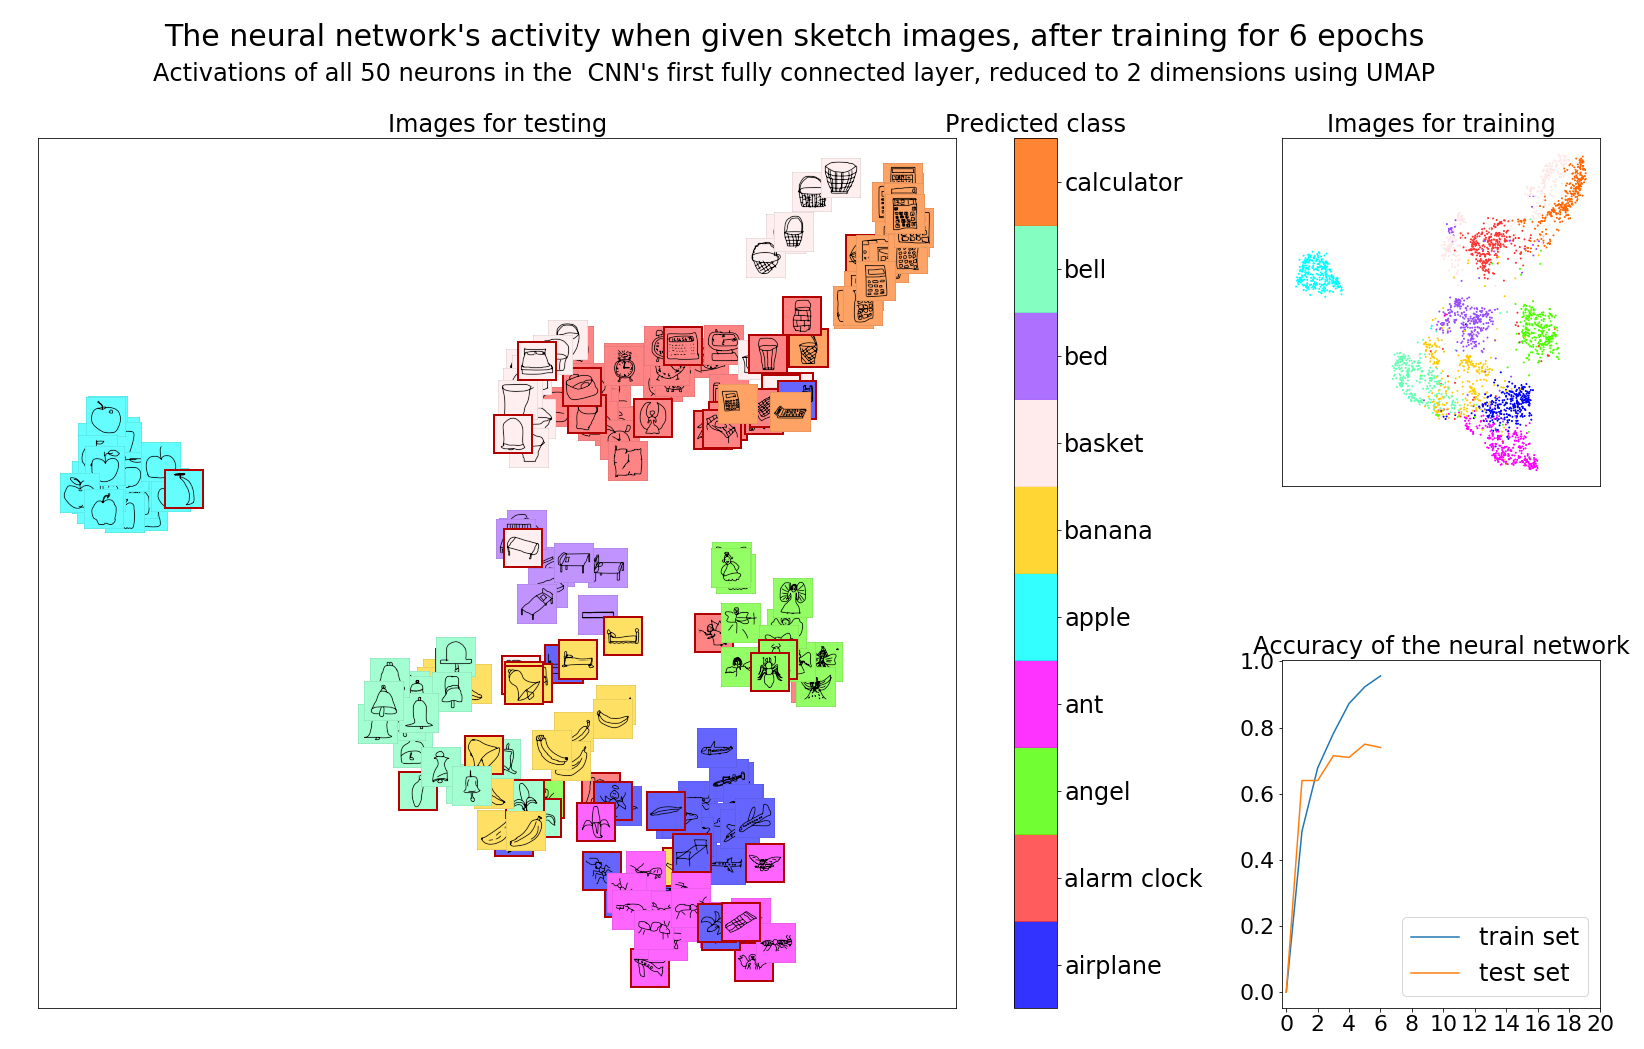 The neural network's activity when given sketch images, after training for 6 epochs
Activations of all 50 neurons in the  CNN's first fully connected layer, reduced to 2 dimensions using UMAP
Images for testing
Predicted class
Images for training
calculator
bell
bed
basket
banana
apple
ant
angel
alarm clock
airplane
Accuracy of the neural network
1.0
0.8
0.6
0.4
0.2
0.0
train set
test set
0 2 4 6 8 10 12 14 16 18 20